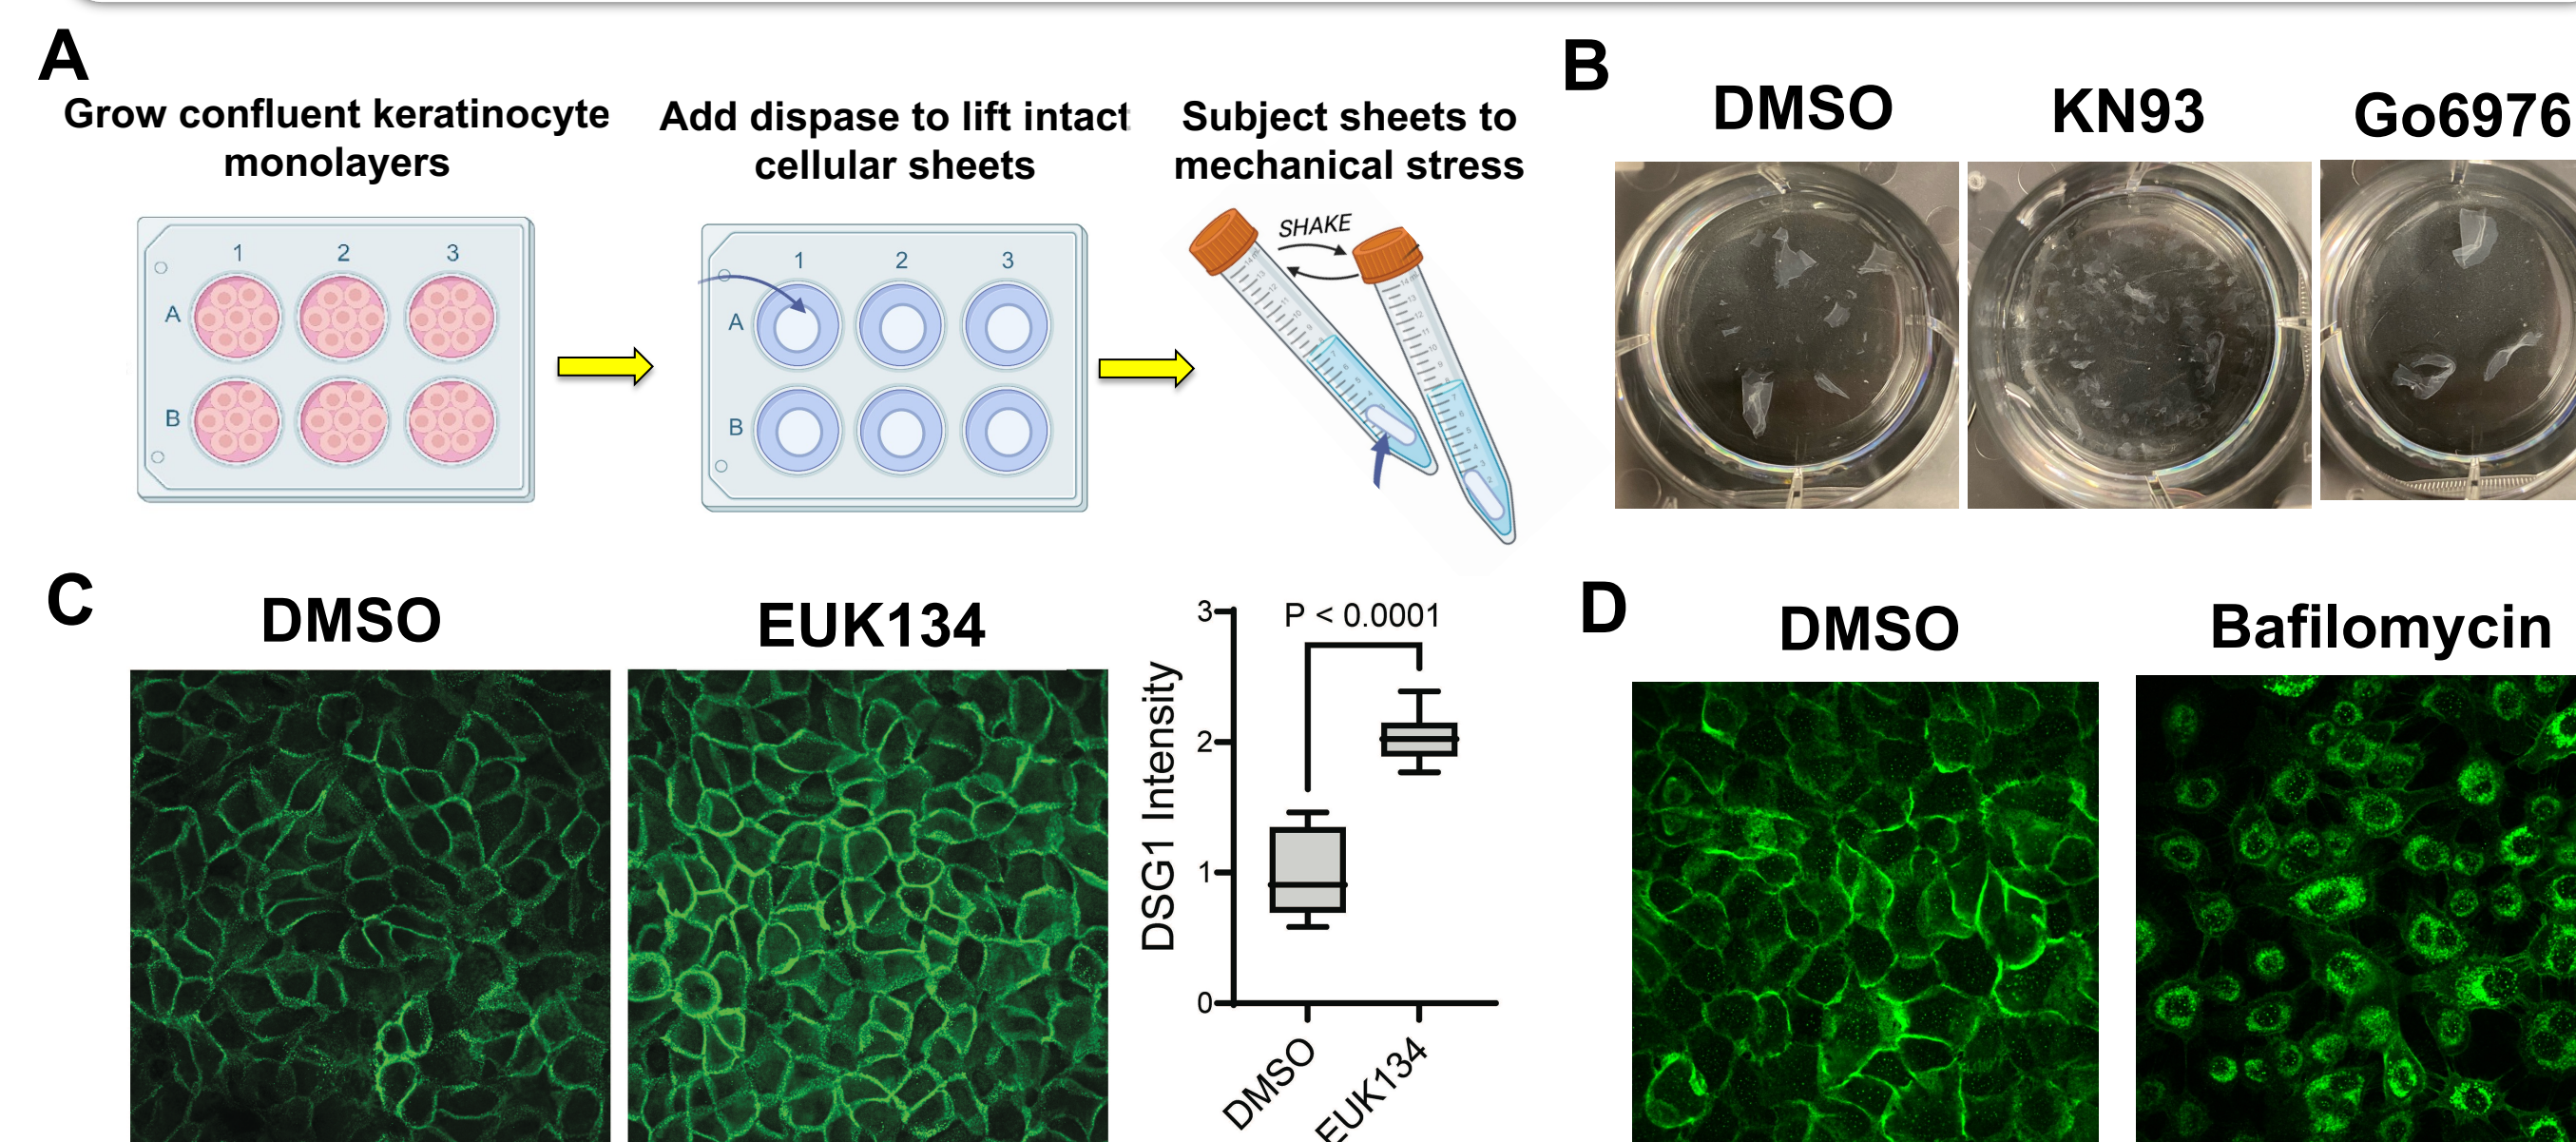 A
Grow confluent keratinocyte
monolayers
Add dispase to lift intact
cellular sheets
Subject sheets to
mechanical stress
1 2 3
A
B
1 2 3
A
B
SHAKE
B
DMSO
KN93
Go6976
C
DMSO
EUK134
3
2
1
0
DSG1 Intensity
P < 0.0001
DMSO
EUK134
D
DMSO
Bafilomycin